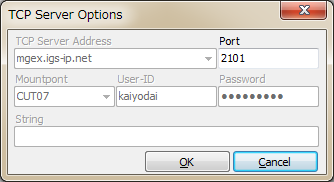 TCP Server Options
TCP Server Address Port
mgex.igs-ip.net 2101
Mountpoint User-ID Password
CUT07 kaiyodai ●●●●●●●●●
String
OK Cancel